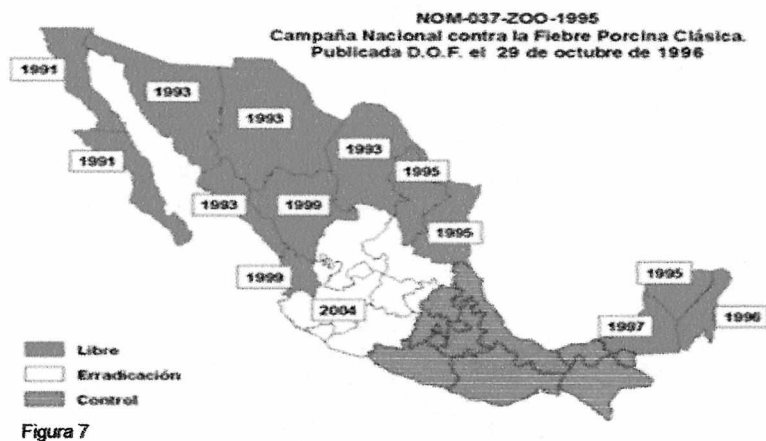 NOM-037-ZOO-1995
Campaña Nacional contra la Fiebre Porcina Clásica.
Publicada D.O.F. el 29 de octubre de 1996
1991
1993
1993
1993
1991
1995
1993
1999
1995
1999
2004
1995
1997
1996
Libre
Erradicación
Control
Figura 7